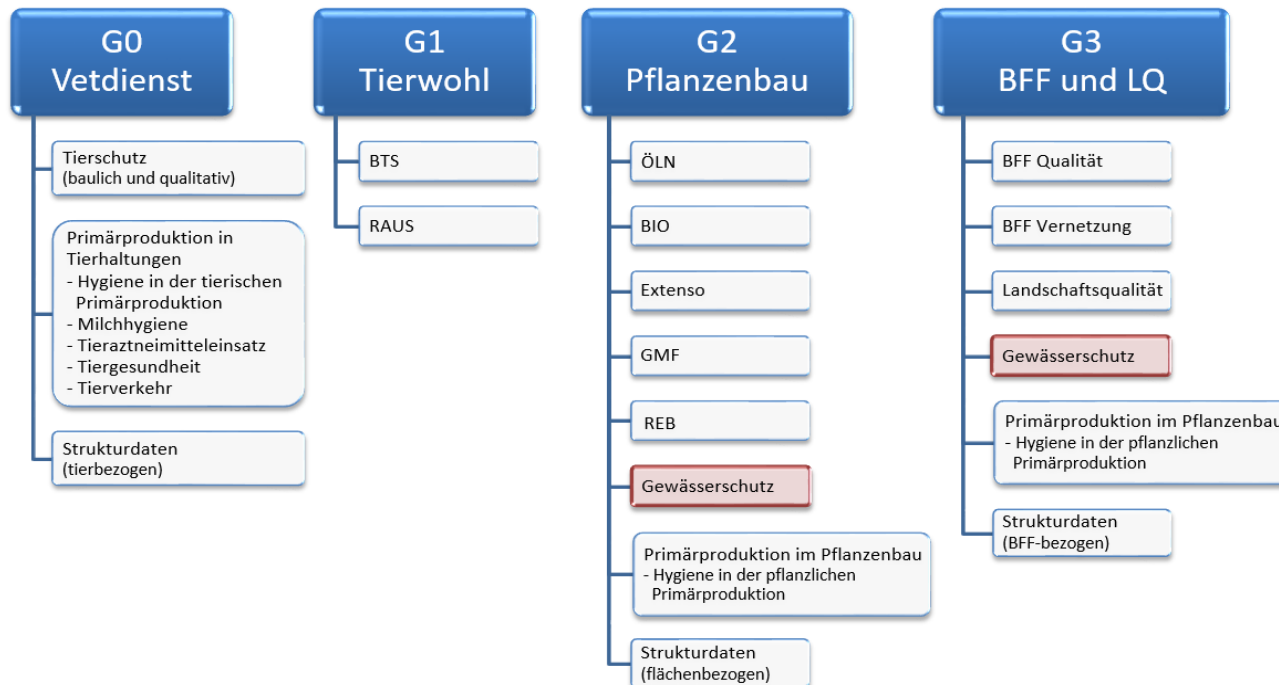 G0
Vetdienst
Tierschutz
(baulich und qualitativ)
Primärproduktion in
Tierhaltungen
- Hygiene in der tierischen
Primärproduktion
- Milchhygiene
- Tieraztneimitteleinsatz
- Tiergesundheit
- Tierverkehr
Strukturdaten
(tierbezogen)
G1
Tierwohl
BTS
RAUS
G2
Pflanzenbau
ÖLN
BIO
Extenso
GMF
REB
Gewässerschutz
Primärproduktion im Pflanzenbau
- Hygiene in der pflanzlichen
Primärproduktion
Strukturdaten
(flächenbezogen)
G3
BFF und LQ
BFF Qualität
BFF Vernetzung
Landschaftsqualität
Gewässerschutz
Primärproduktion im Pflanzenbau
- Hygiene in der pflanzlichen
Primärproduktion
Strukturdaten
(BFF-bezogen)